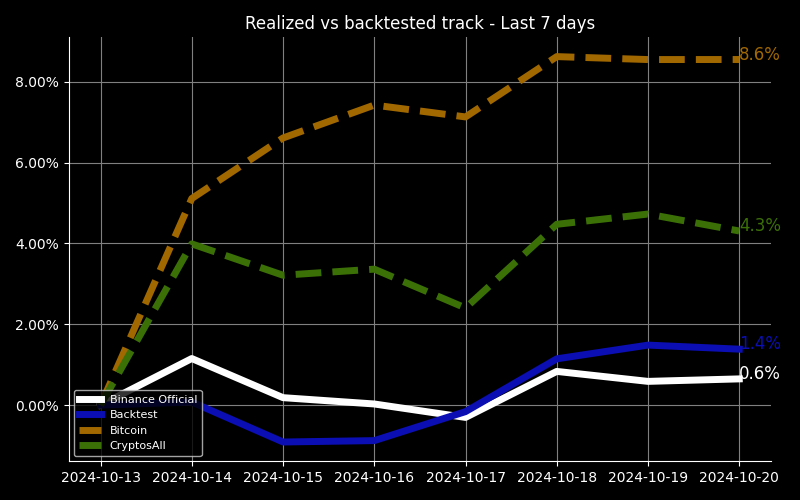 Realized vs backtested track - Last 7 days
8.00%
6.00%
4.00%
2.00%
0.00%
8.6%
4.3%
1.4%
0.6%
Binance Official
Backtest
Bitcoin
CryptosAll
2024-10-13 2024-10-14 2024-10-15 2024-10-16 2024-10-17 2024-10-18 2024-10-19 2024-10-20